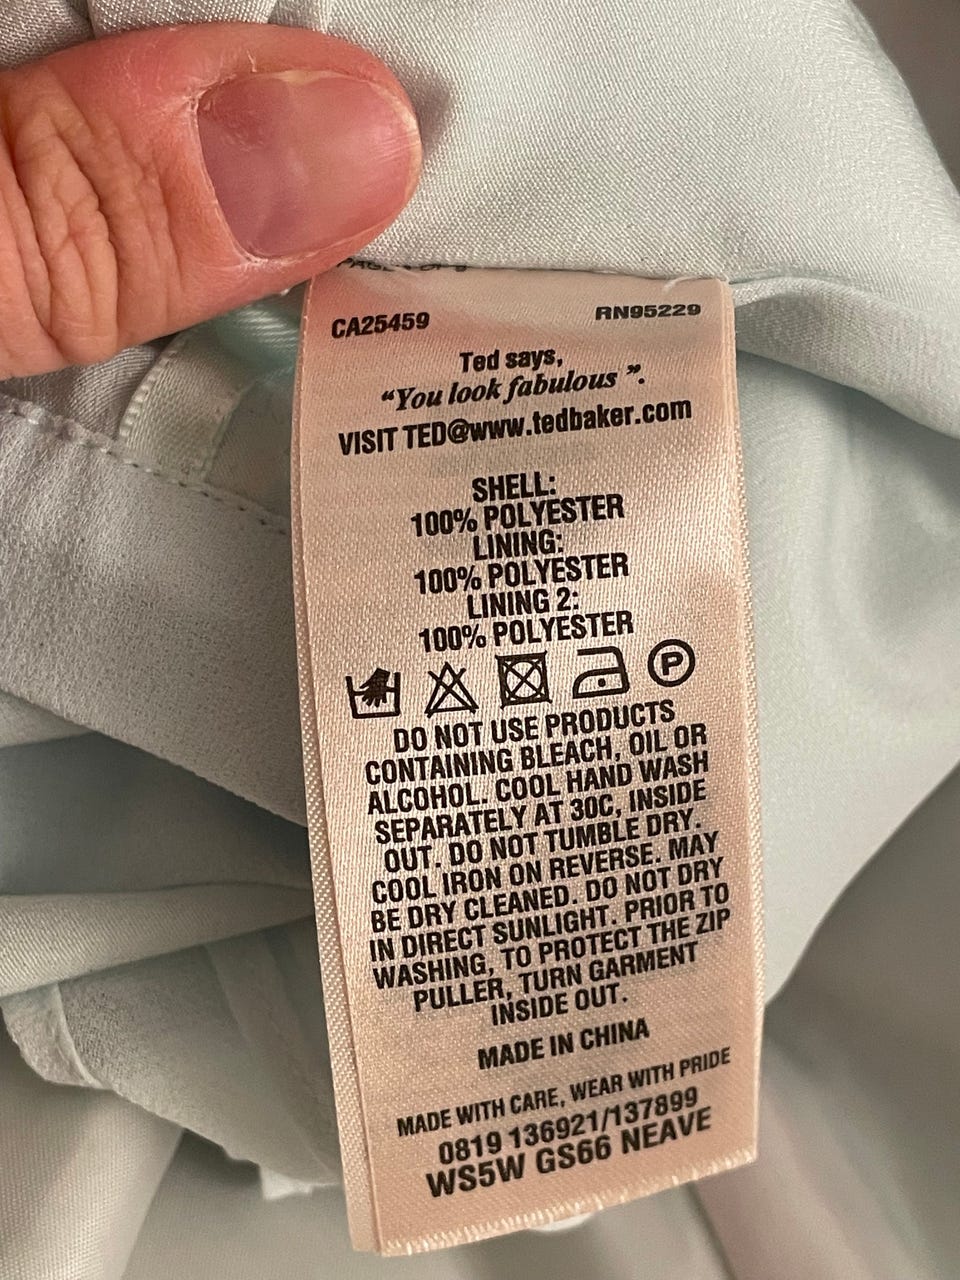 CA25459 RN95229
Ted says,
“You look fabulous ”.
VISIT TED@www.tedbaker.com
SHELL:
100% POLYESTER
LINING:
100% POLYESTER
LINING 2:
100% POLYESTER
P
DO NOT USE PRODUCTS
CONTAINING BLEACH, OIL OR
ALCOHOL. COOL HAND WASH
SEPARATELY AT 30C, INSIDE
OUT. DO NOT TUMBLE DRY.
COOL IRON ON REVERSE. MAY
BE DRY CLEANED. DO NOT DRY
IN DIRECT SUNLIGHT. PRIOR TO
WASHING, TO PROTECT THE ZIP
PULLER, TURN GARMENT
INSIDE OUT.
MADE IN CHINA
MADE WITH CARE, WEAR WITH PRIDE
0819 136921/137899
WS5W GS66 NEAVE